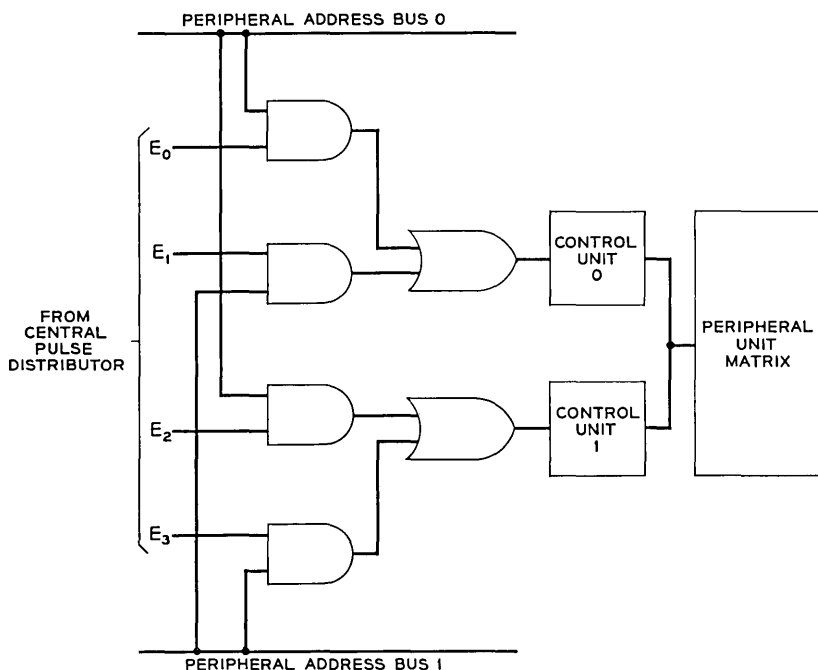 PERIPHERAL ADDRESS BUS 0
E0
E1
FROM
CENTRAL
PULSE
DISTRIBUTOR
E2
E3
CONTROL
UNIT
0
CONTROL
UNIT
1
PERIPHERAL
UNIT
MATRIX
PERIPHERAL ADDRESS BUS 1